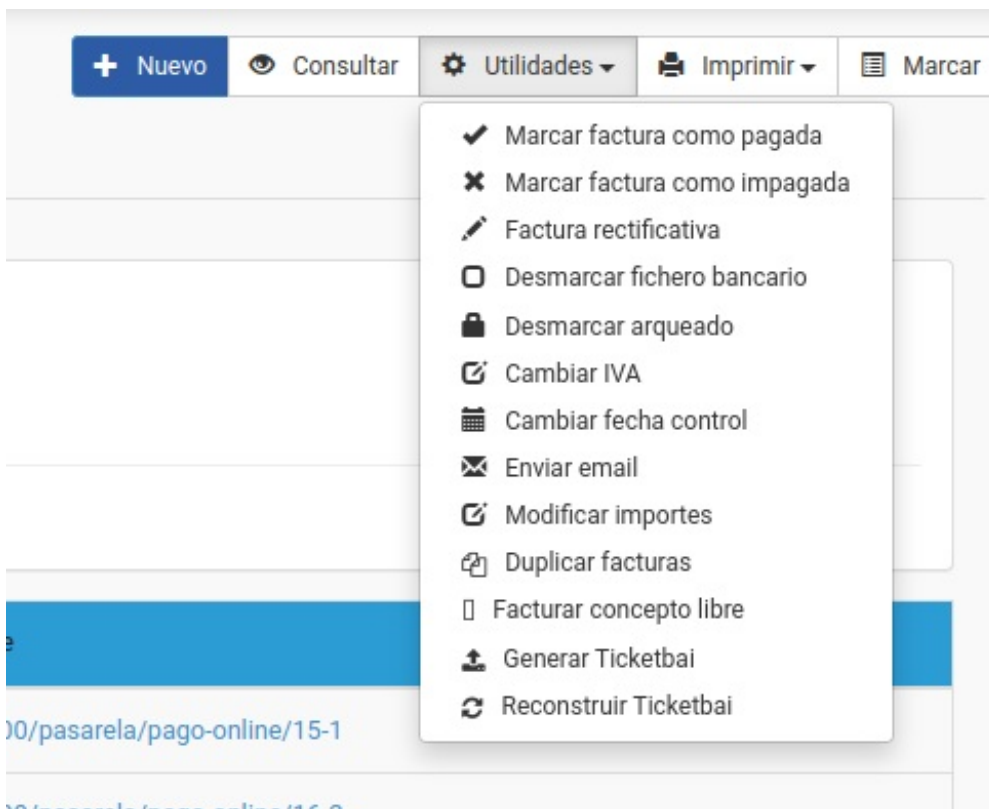 Nuevo Consultar Utilidades Imprimir Marcar
Marcar factura como pagada
Marcar factura como impagada
Factura rectificativa
Desmarcar fichero bancario
Desmarcar arqueado
Cambiar IVA
Cambiar fecha control
Enviar email
Modificar importes
Duplicar facturas
Facturar concepto libre
Generar Ticketbai
Reconstruir Ticketbai
e
00/pasarela/pago-online/15-1